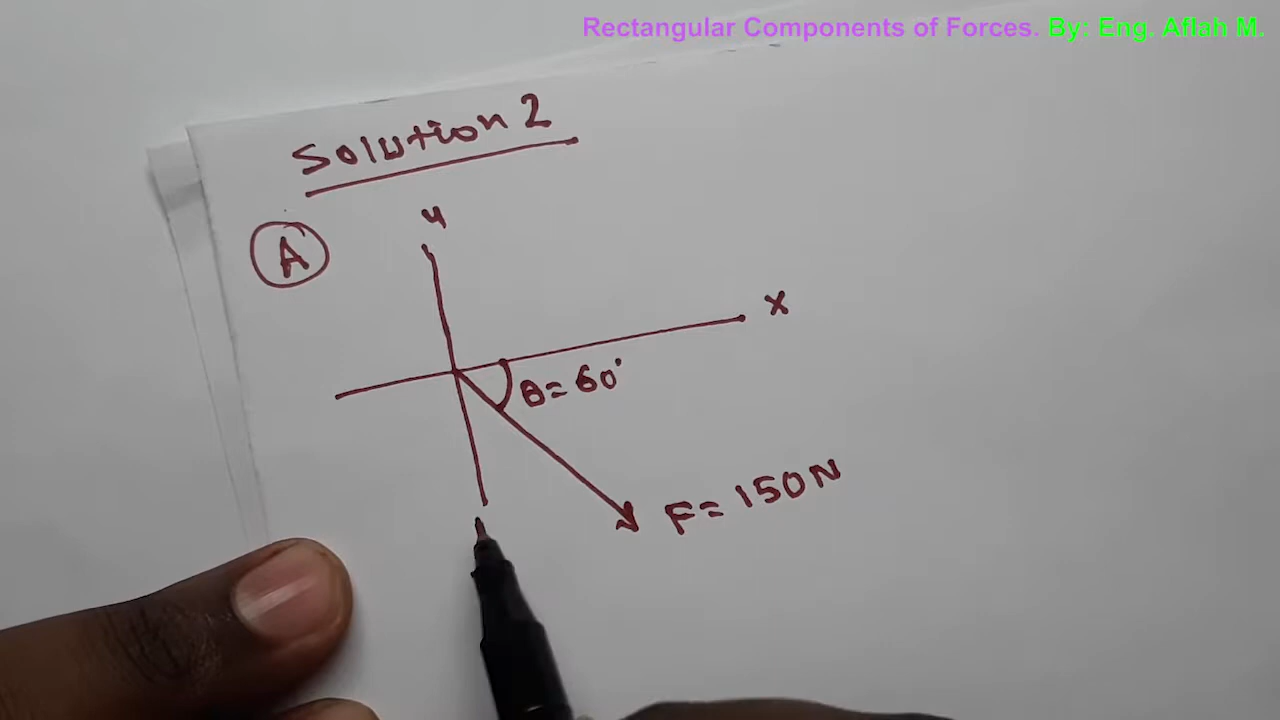 Rectangular Components of Forces. By: Eng. Aflah M.
Solution 2
A
y
x
θ = 60°
F = 150N